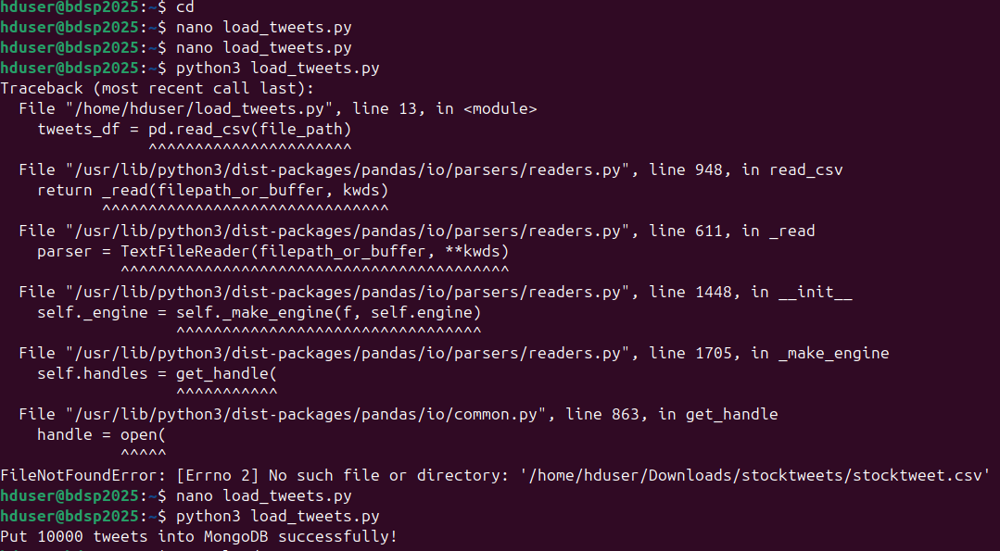 hduser@bdsp2025:~$ cd
hduser@bdsp2025:~$ nano load_tweets.py
hduser@bdsp2025:~$ nano load_tweets.py
hduser@bdsp2025:~$ python3 load_tweets.py
Traceback (most recent call last):
  File "/home/hduser/load_tweets.py", line 13, in <module>
    tweets_df = pd.read_csv(file_path)
                ^^^^^^^^^^^^^^^^^^^^^^
  File "/usr/lib/python3/dist-packages/pandas/io/parsers/readers.py", line 948, in read_csv
    return _read(filepath_or_buffer, kwds)
           ^^^^^^^^^^^^^^^^^^^^^^^^^^^^^^^
  File "/usr/lib/python3/dist-packages/pandas/io/parsers/readers.py", line 611, in _read
    parser = TextFileReader(filepath_or_buffer, **kwds)
             ^^^^^^^^^^^^^^^^^^^^^^^^^^^^^^^^^^^^^^^^^^
  File "/usr/lib/python3/dist-packages/pandas/io/parsers/readers.py", line 1448, in __init__
    self._engine = self._make_engine(f, self.engine)
                   ^^^^^^^^^^^^^^^^^^^^^^^^^^^^^^^^^
  File "/usr/lib/python3/dist-packages/pandas/io/parsers/readers.py", line 1705, in _make_engine
    self.handles = get_handle(
                   ^^^^^^^^^^^
  File "/usr/lib/python3/dist-packages/pandas/io/common.py", line 863, in get_handle
    handle = open(
             ^^^^^
FileNotFoundError: [Errno 2] No such file or directory: '/home/hduser/Downloads/stocktweets/stocktweet.csv'
hduser@bdsp2025:~$ nano load_tweets.py
hduser@bdsp2025:~$ python3 load_tweets.py
Put 10000 tweets into MongoDB successfully!